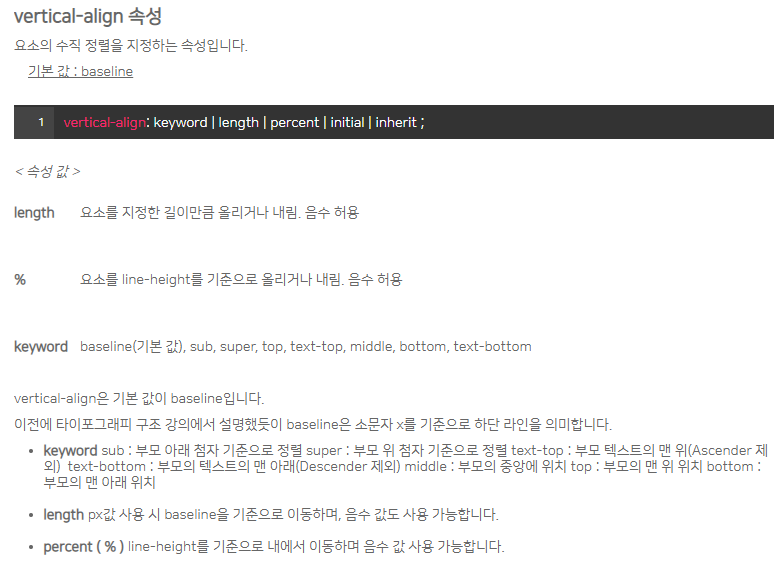 vertical-align 속성
요소의 수직 정렬을 지정하는 속성입니다.
기본 값 : baseline
1 vertical-align: keyword | length | percent | initial | inherit ;
< 속성 값 >
length 요소를 지정한 길이만큼 올리거나 내림. 음수 허용
% 요소를 line-height를 기준으로 올리거나 내림. 음수 허용
keyword baseline(기본 값), sub, super, top, text-top, middle, bottom, text-bottom
vertical-align은 기본 값이 baseline입니다.
이전에 타이포그래피 구조 강의에서 설명했듯이 baseline은 소문자 x를 기준으로 하단 라인을 의미합니다.
• keyword sub : 부모 아래 첨자 기준으로 정렬 super : 부모 위 첨자 기준으로 정렬 text-top : 부모 텍스트의 맨 위(Ascender 제
외) text-bottom : 부모의 텍스트의 맨 아래(Descender 제외) middle : 부모의 중앙에 위치 top : 부모의 맨 위 위치 bottom :
부모의 맨 아래 위치
• length px값 사용 시 baseline을 기준으로 이동하며, 음수 값도 사용 가능합니다.
• percent ( % ) line-height를 기준으로 내에서 이동하며 음수 값 사용 가능합니다.